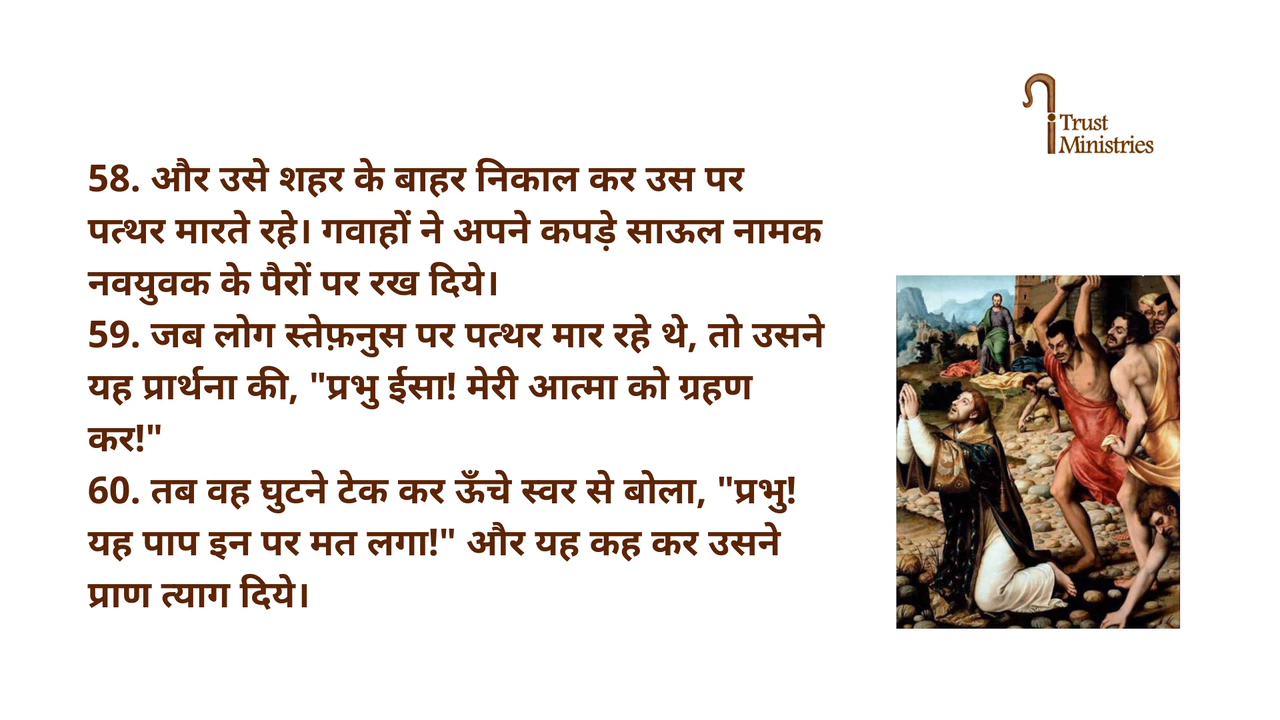 Trust
Ministries
58. और उसे शहर के बाहर निकाल कर उस पर
पत्थर मारते रहे। गवाहों ने अपने कपड़े साऊल नामक
नवयुवक के पैरों पर रख दिये।
59. जब लोग स्तेफ़नुस पर पत्थर मार रहे थे, तो उसने
यह प्रार्थना की, "प्रभु ईसा! मेरी आत्मा को ग्रहण
कर!"
60. तब वह घुटने टेक कर ऊँचे स्वर से बोला, "प्रभु!
यह पाप इन पर मत लगा!" और यह कह कर उसने
प्राण त्याग दिये।